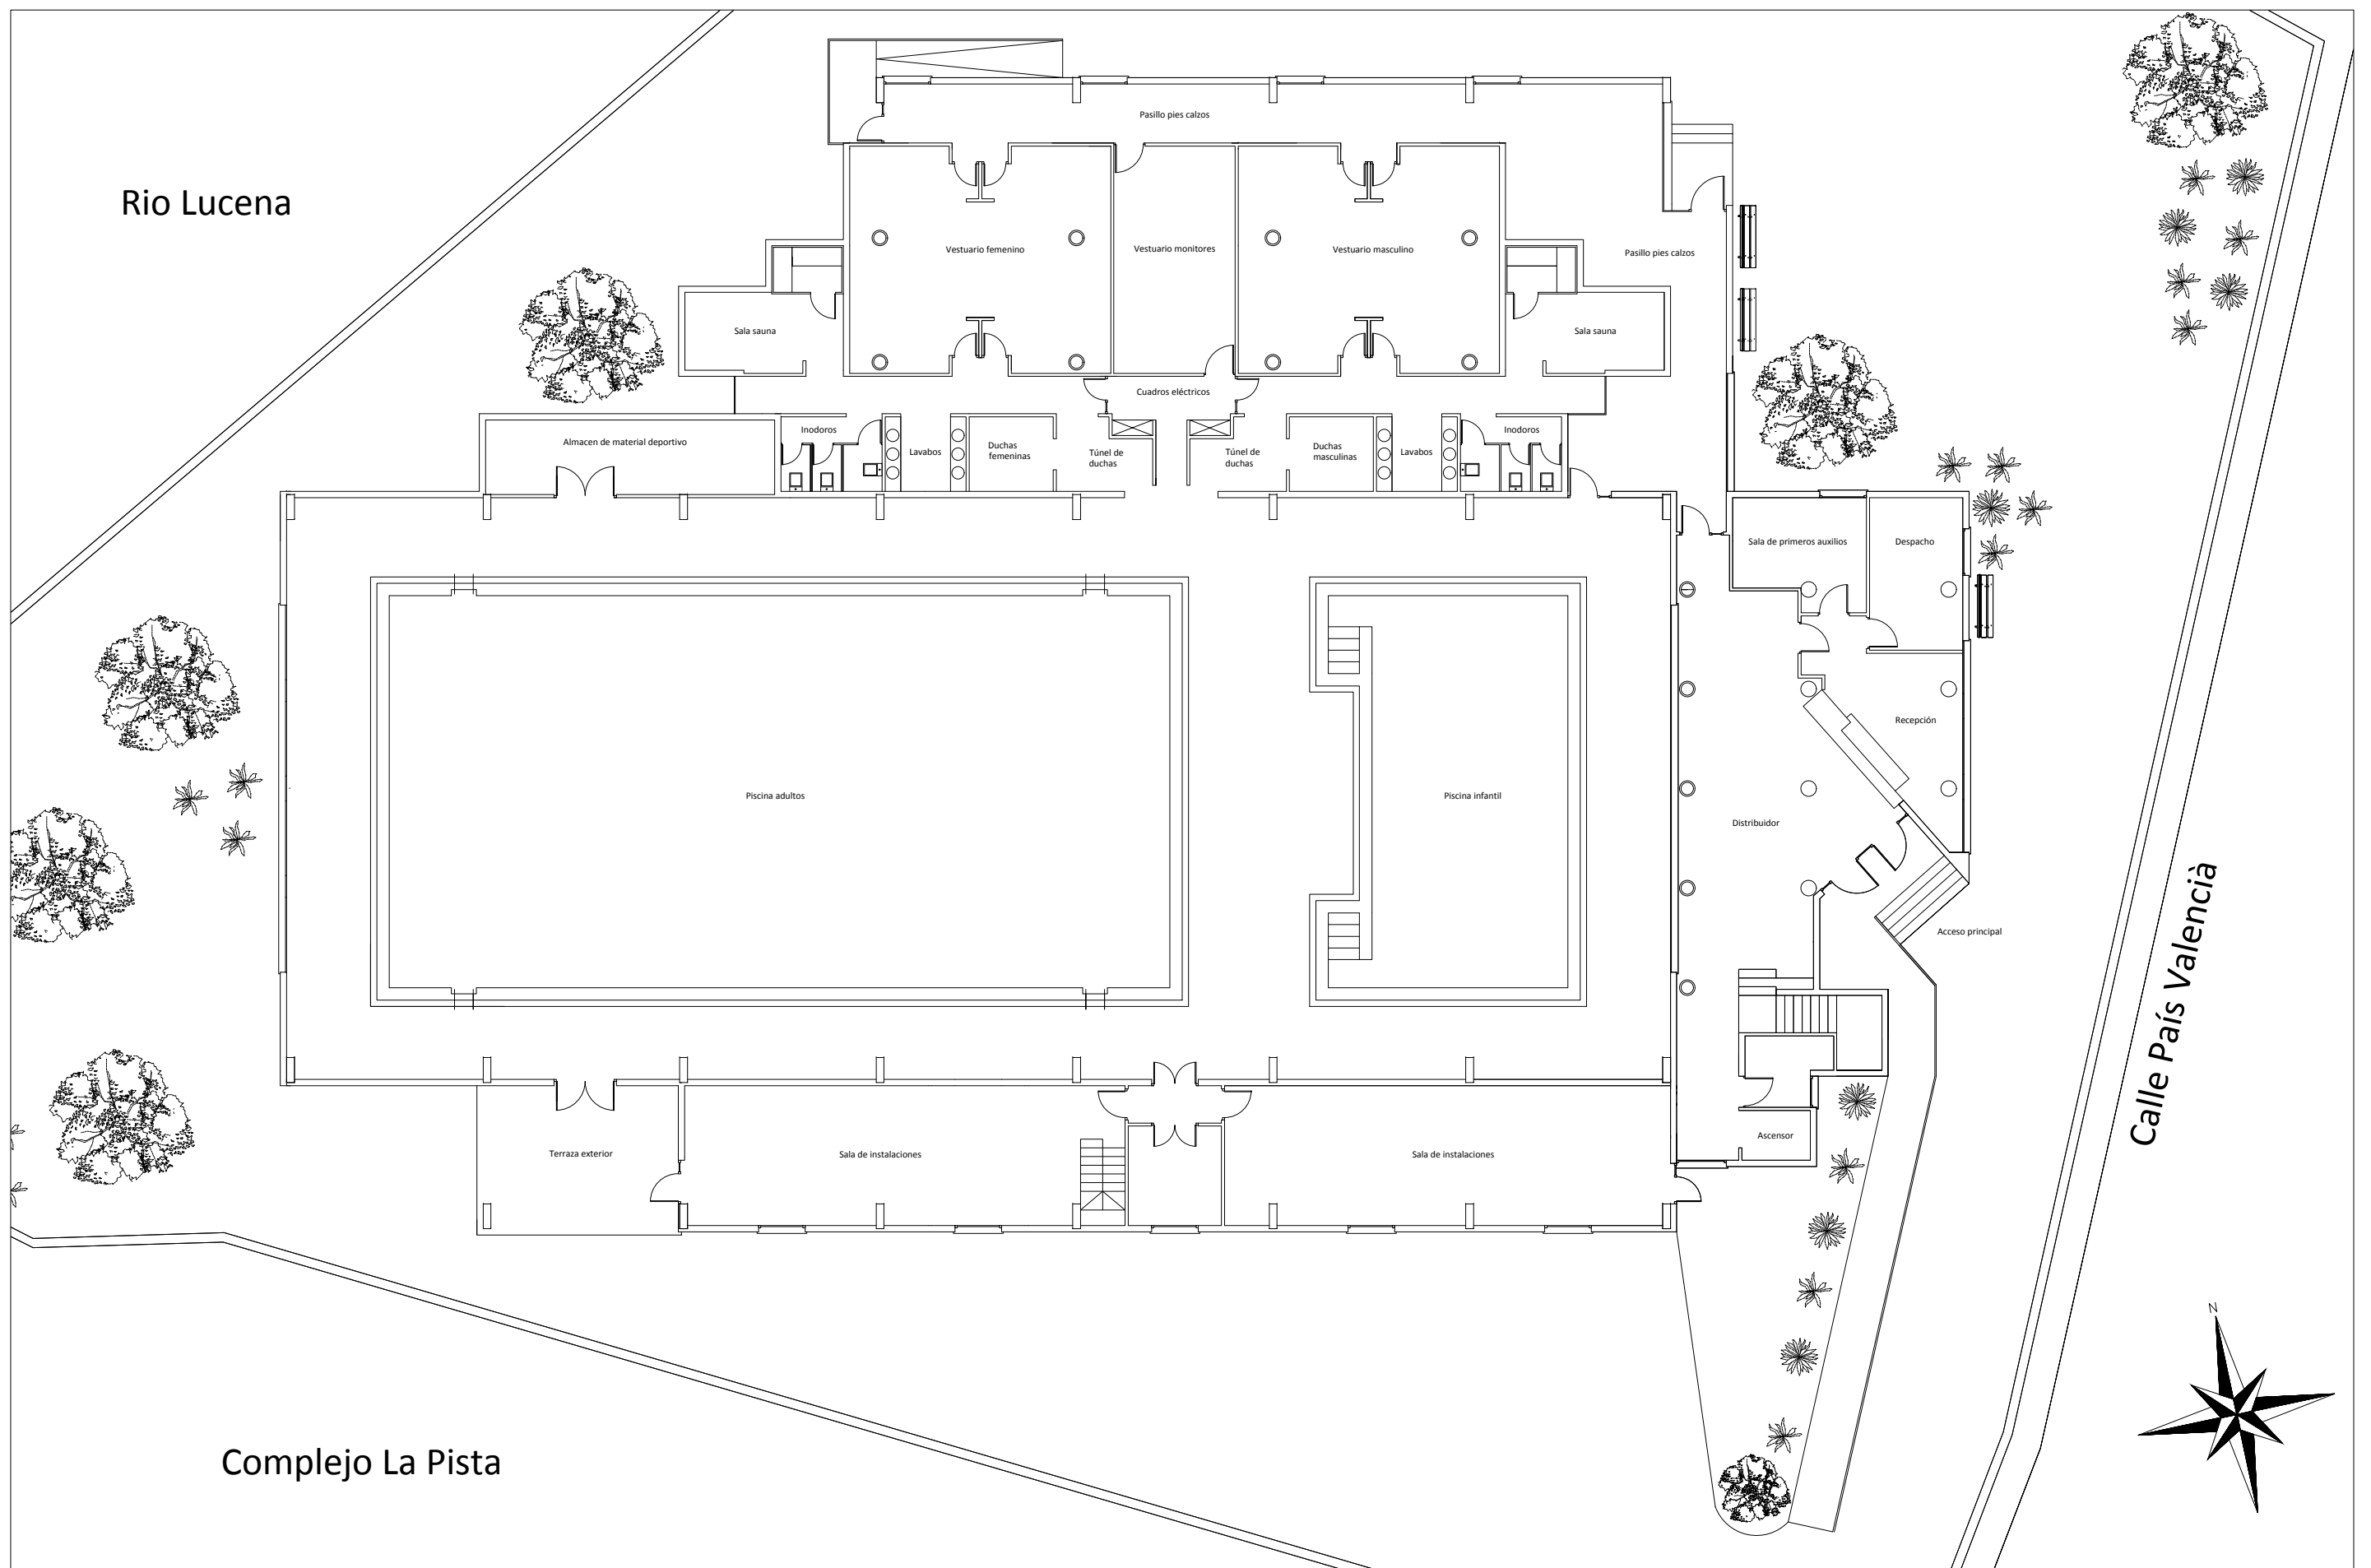 Pasillo pies calzos
Rio Lucena
Vestuario femenino
Vestuario monitores
Vestuario masculino
Pasillo pies calzos
Sala sauna
Sala sauna
Cuadros eléctricos
Almacen de material deportivo
Inodoros
Lavabos
Duchas
femeninas
Túnel de
duchas
Túnel de
duchas
Duchas
masculinas
Lavabos
Inodoros
Sala de primeros auxilios
Despacho
Recepción
Piscina adultos
Piscina infantil
Distribuidor
Acceso principal
Calle País Valencià
Ascensor
Terraza exterior
Sala de instalaciones
Sala de instalaciones
N
Complejo La Pista